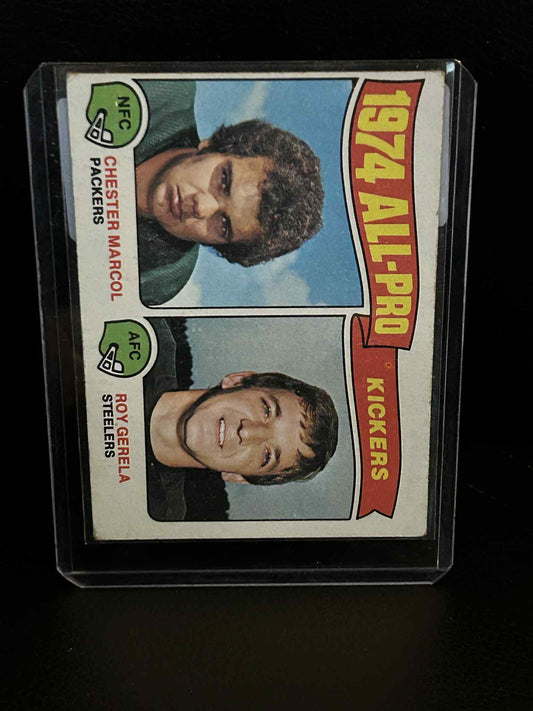 1974 ALL-PRO
KICKERS
NFC
CHESTER MARCOL
PACKERS
AFC
ROY GERELA
STEELERS